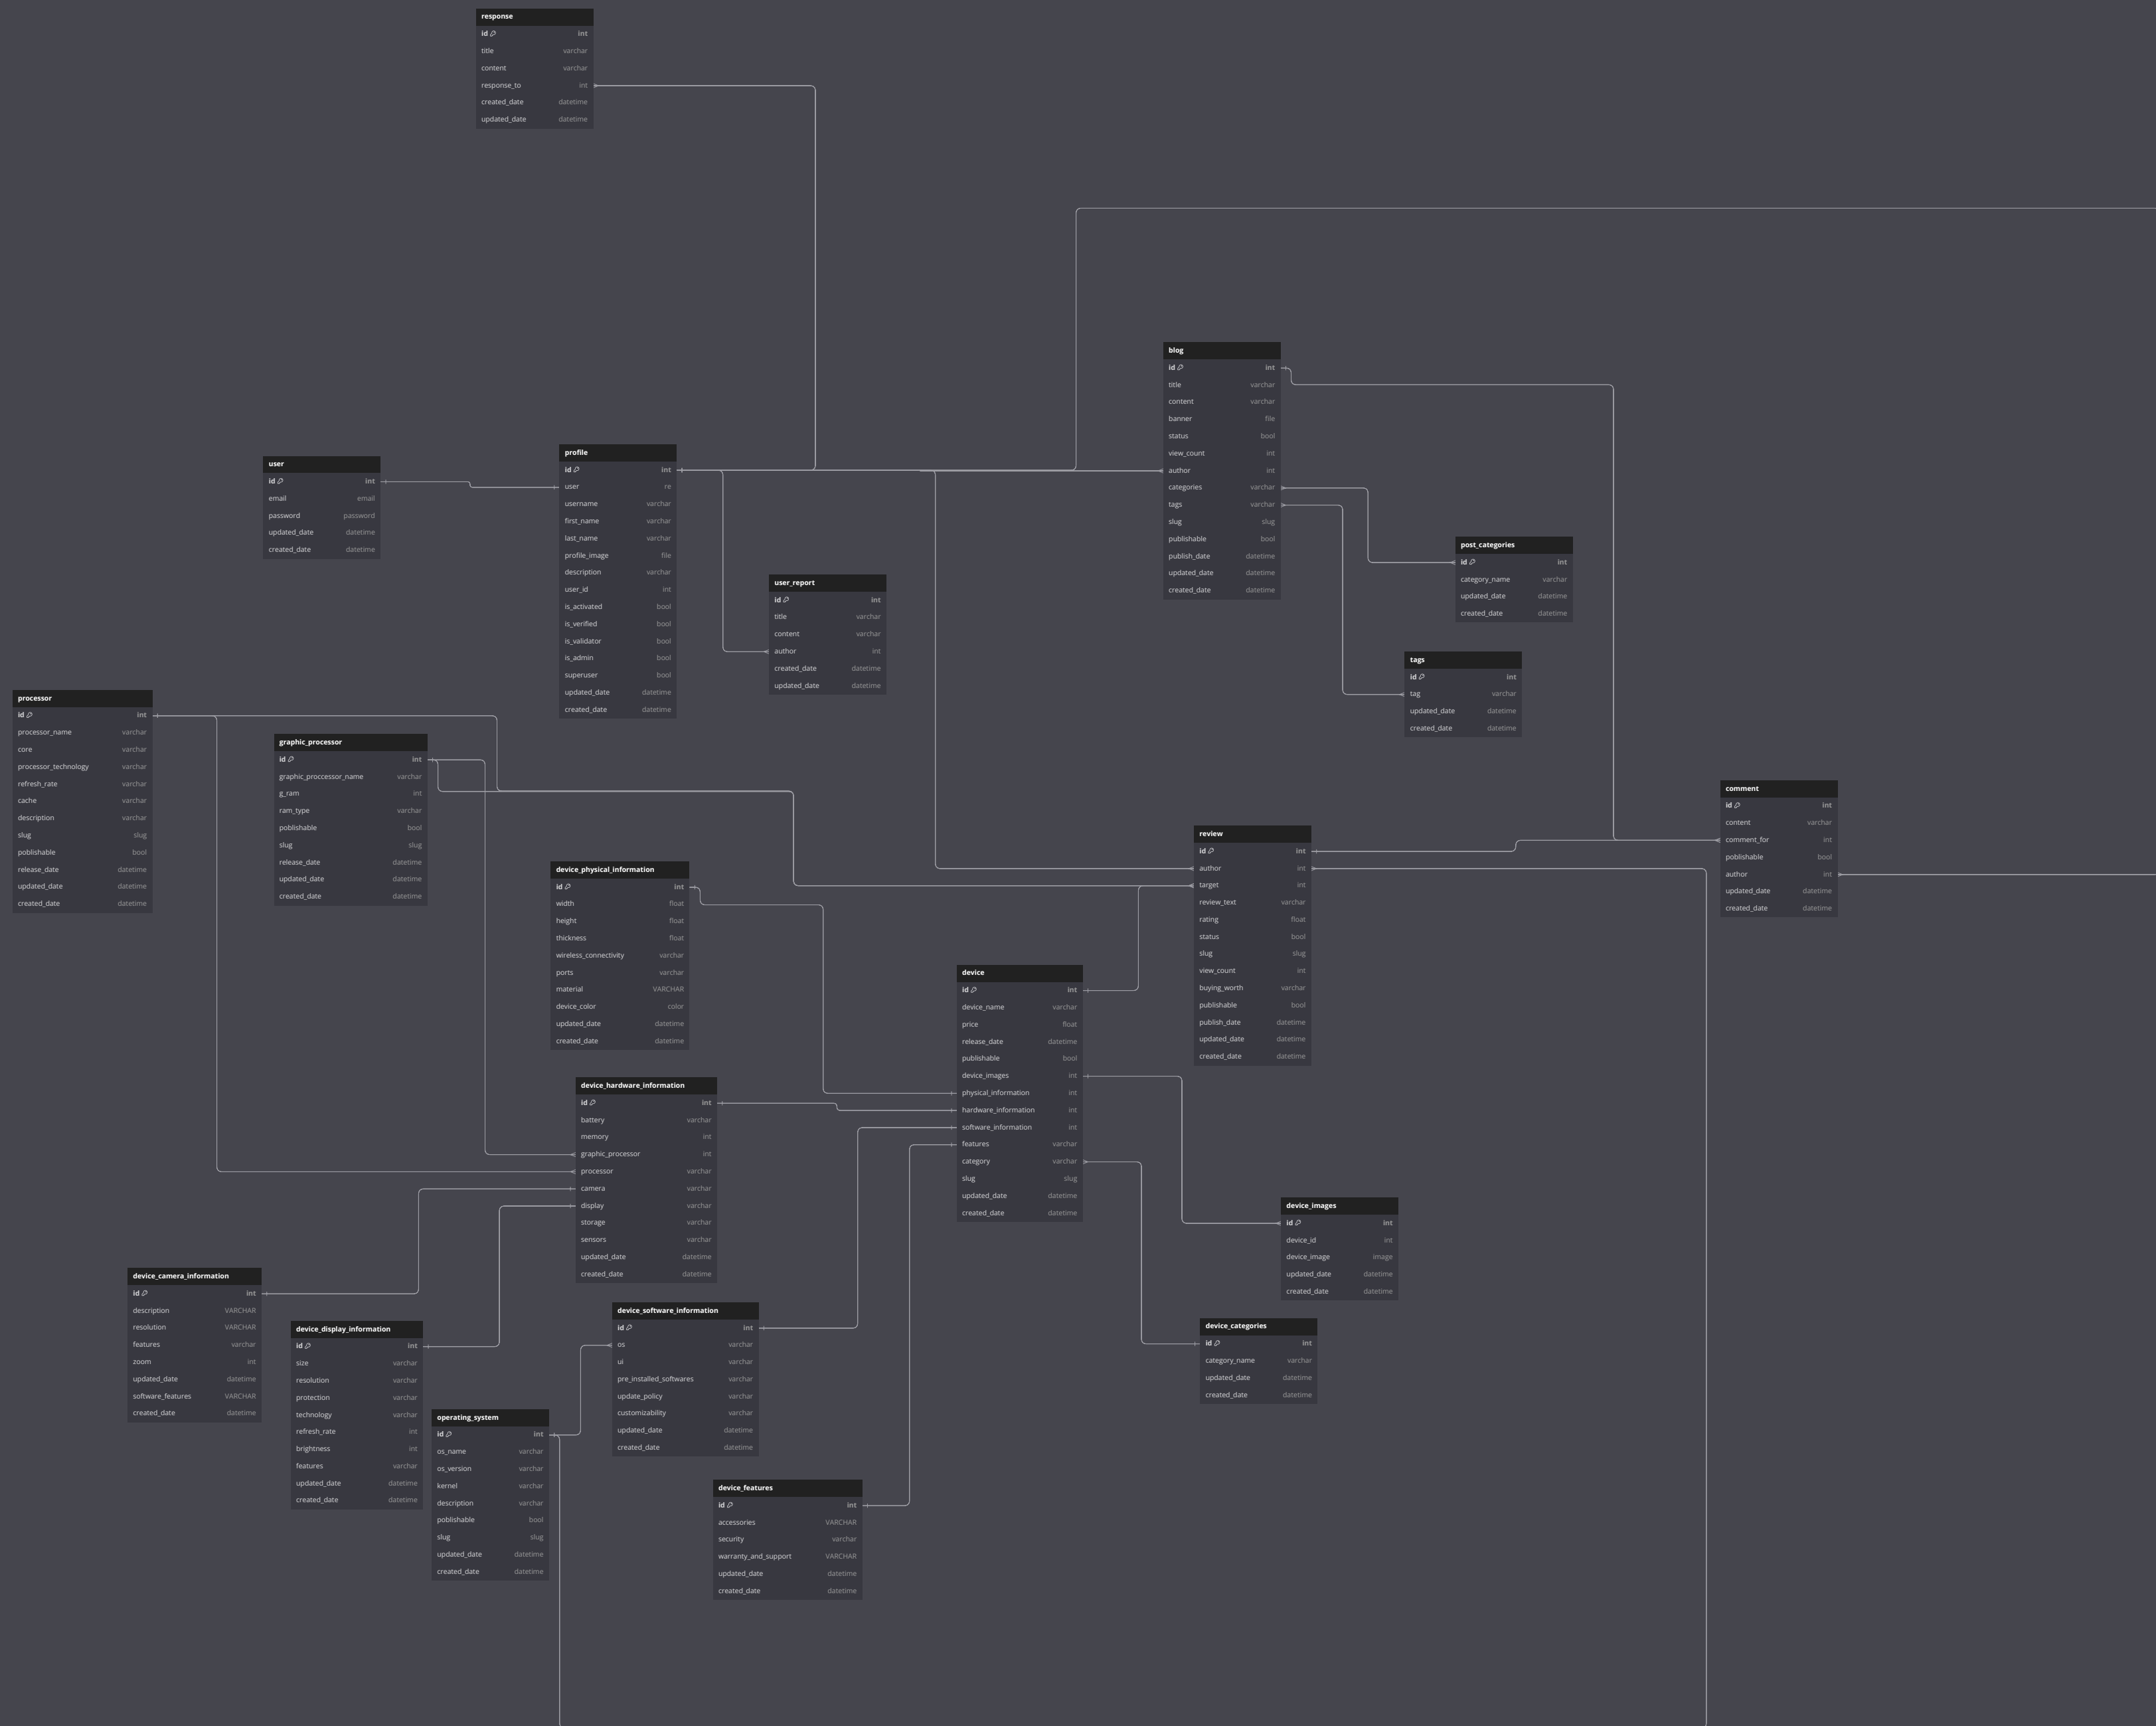 response
id int
title varchar
content varchar
response_to int
created_date datetime
updated_date datetime
blog
id int
title varchar
content varchar
banner file
status bool
view_count int
author int
categories varchar
tags varchar
slug slug
publishable bool
publish_date datetime
updated_date datetime
created_date datetime
user
id int
email email
password password
updated_date datetime
created_date datetime
profile
id int
user re
username varchar
first_name varchar
last_name varchar
profile_image file
description varchar
user_id int
is_activated bool
is_verified bool
is_validator bool
is_admin bool
superuser bool
updated_date datetime
created_date datetime
user_report
id int
title varchar
content varchar
author int
created_date datetime
updated_date datetime
post_categories
id int
category_name varchar
updated_date datetime
created_date datetime
tags
id int
tag varchar
updated_date datetime
created_date datetime
processor
id int
processor_name varchar
core varchar
processor_technology varchar
refresh_rate varchar
cache varchar
description varchar
slug slug
poblishable bool
release_date datetime
updated_date datetime
created_date datetime
graphic_processor
id int
graphic_proccessor_name varchar
g_ram int
ram_type varchar
poblishable bool
slug slug
release_date datetime
updated_date datetime
created_date datetime
comment
id int
content varchar
comment_for int
poblishable bool
author int
updated_date datetime
created_date datetime
review
id int
author int
target int
review_text varchar
rating float
status bool
slug slug
view_count int
buying_worth varchar
publishable bool
publish_date datetime
updated_date datetime
created_date datetime
device_physical_information
id int
width float
height float
thickness float
wireless_connectivity varchar
ports varchar
material VARCHAR
device_color color
updated_date datetime
created_date datetime
device
id int
device_name varchar
price float
release_date datetime
publishable bool
device_images int
physical_information int
hardware_information int
software_information int
features varchar
category varchar
slug slug
updated_date datetime
created_date datetime
device_hardware_information
id int
battery varchar
memory int
graphic_processor int
processor varchar
camera varchar
display varchar
storage varchar
sensors varchar
updated_date datetime
created_date datetime
device_images
id int
device_id int
device_image image
updated_date datetime
created_date datetime
device_camera_information
id int
description VARCHAR
resolution VARCHAR
features varchar
zoom int
updated_date datetime
software_features VARCHAR
created_date datetime
device_display_information
id int
size varchar
resolution varchar
protection varchar
technology varchar
refresh_rate int
brightness int
features varchar
updated_date datetime
created_date datetime
device_software_information
id int
os varchar
ui varchar
pre_installed_softwares varchar
update_policy varchar
customizability varchar
updated_date datetime
created_date datetime
device_categories
id int
category_name varchar
updated_date datetime
created_date datetime
operating_system
id int
os_name varchar
os_version varchar
kernel varchar
description varchar
poblishable bool
slug slug
updated_date datetime
created_date datetime
device_features
id int
accessories VARCHAR
security varchar
warranty_and_support VARCHAR
updated_date datetime
created_date datetime